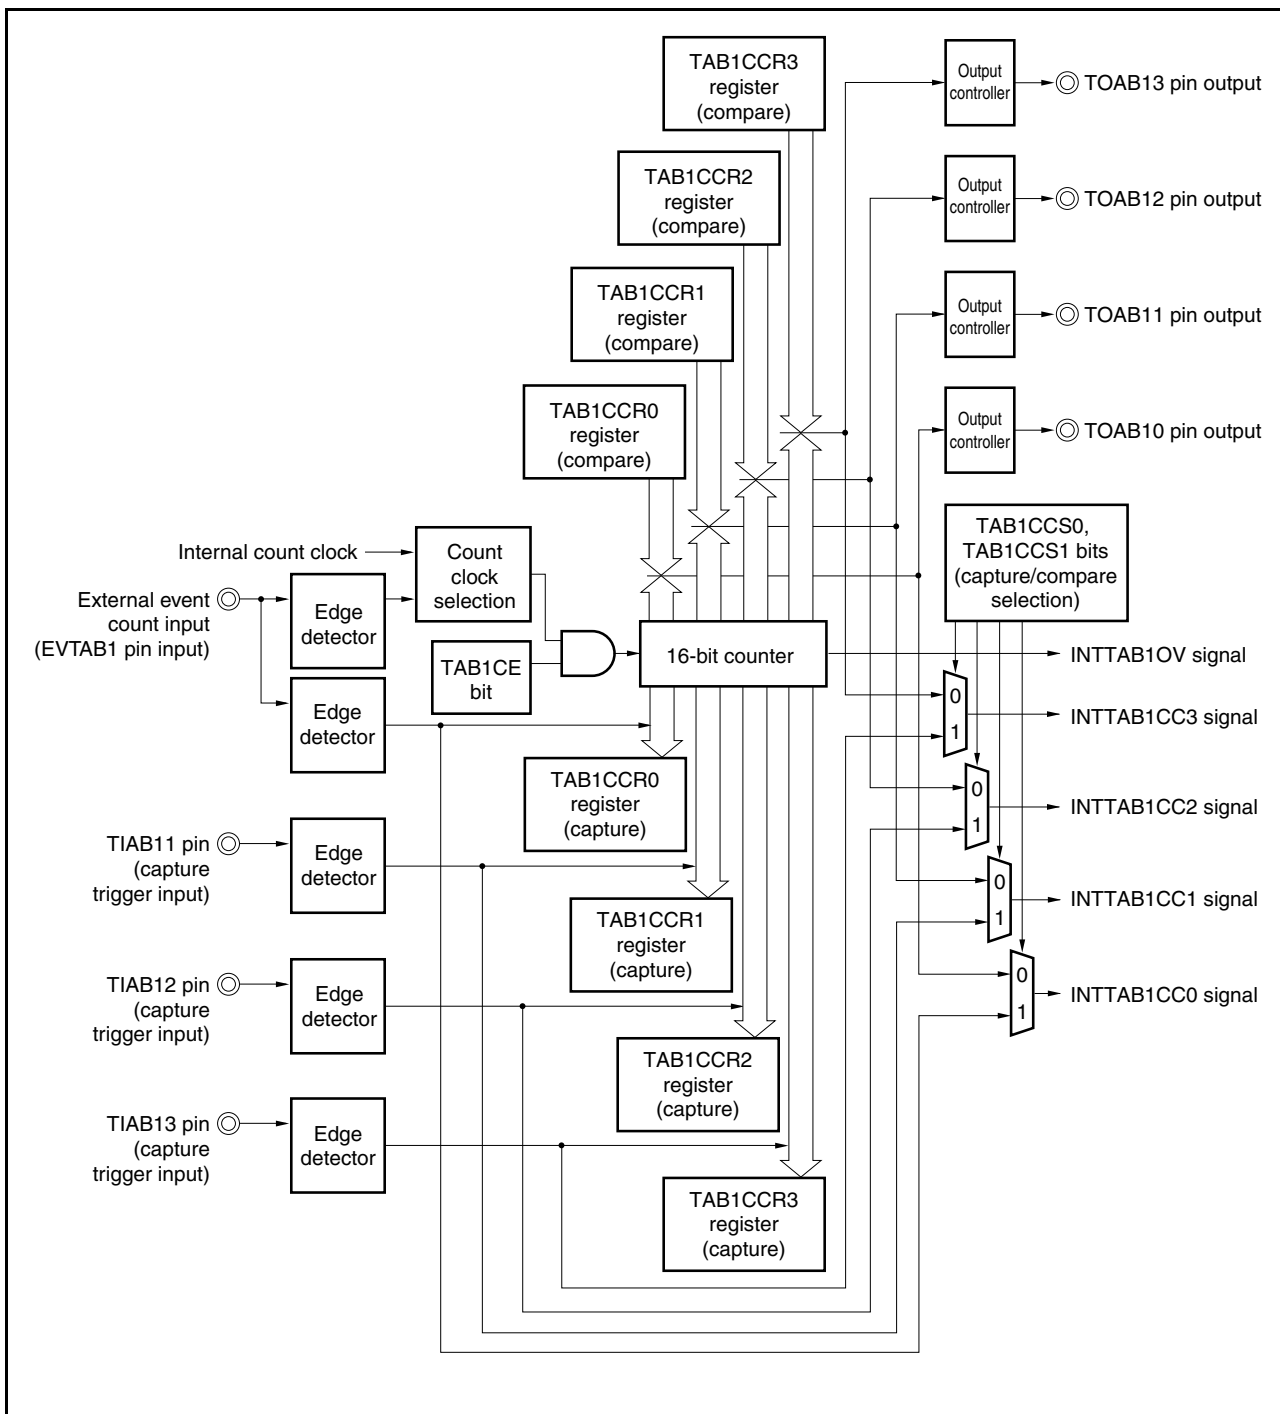 TAB1CCR3
register
(compare)
Output
controller
TOAB13 pin output
TAB1CCR2
register
(compare)
Output
controller
TOAB12 pin output
TAB1CCR1
register
(compare)
Output
controller
TOAB11 pin output
TAB1CCR0
register
(compare)
Output
controller
TOAB10 pin output
TAB1CCS0,
TAB1CCS1 bits
(capture/compare
selection)
Internal count clock
Count
clock
selection
External event
count input
(EVTAB1 pin input)
Edge
detector
TAB1CE
bit
16-bit counter
INTTAB1OV signal
Edge
detector
0
1
INTTAB1CC3 signal
TAB1CCR0
register
(capture)
0
1
INTTAB1CC2 signal
TIAB11 pin
(capture
trigger input)
Edge
detector
0
1
INTTAB1CC1 signal
TAB1CCR1
register
(capture)
0
1
INTTAB1CC0 signal
TIAB12 pin
(capture
trigger input)
Edge
detector
TAB1CCR2
register
(capture)
TIAB13 pin
(capture
trigger input)
Edge
detector
TAB1CCR3
register
(capture)